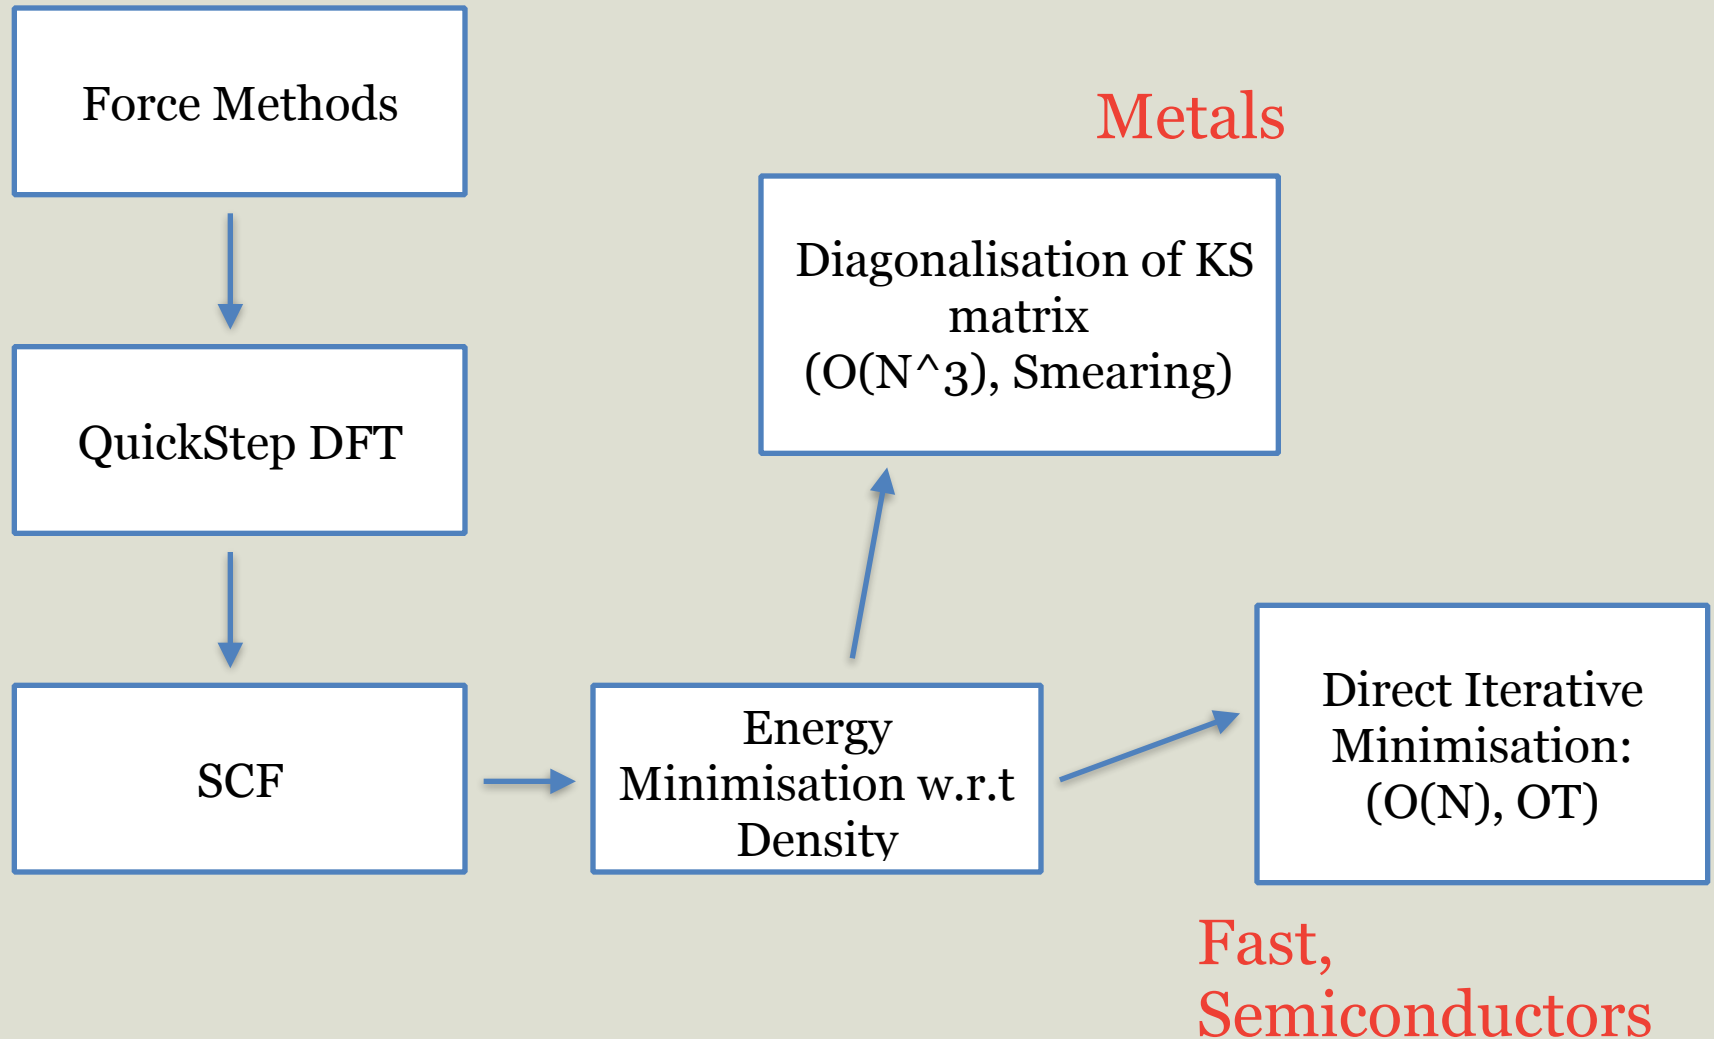 Force Methods
QuickStep DFT
SCF
Energy
Minimisation w.r.t
Density
Metals
Diagonalisation of KS
matrix
(O(N^3), Smearing)
Direct Iterative
Minimisation:
(O(N), OT)
Fast,
Semiconductors